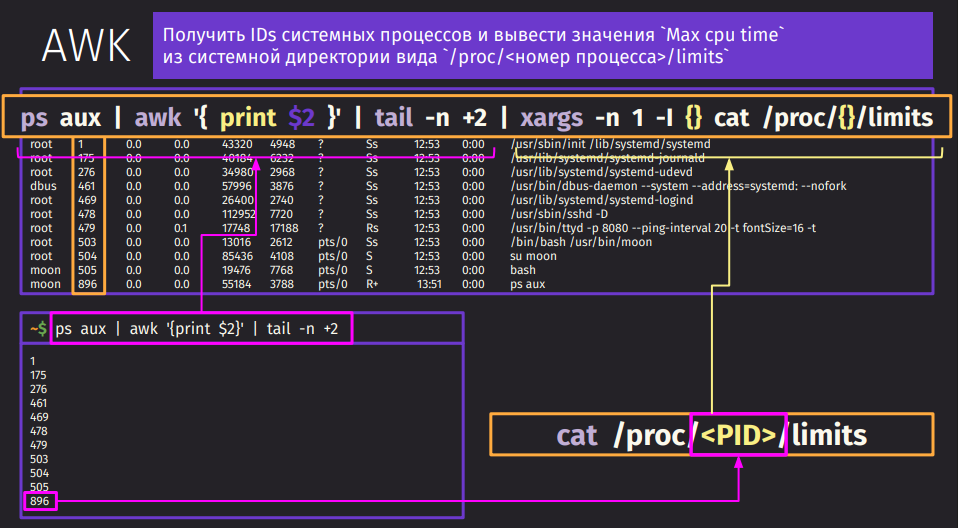 AWK
Получить IDs системных процессов и вывести значения `Max cpu time`
из системной директории вида `/proc/<номер процесса>/limits`
ps aux | awk '{ print $2 }' | tail -n +2 | xargs -n 1 -I {} cat /proc/{}/limits
root 1 0.0 0.0 43320 4948 ? Ss 12:53 0:00 /usr/sbin/init /lib/systemd/systemd
root 175 0.0 0.0 40184 6232 ? Ss 12:53 0:00 /usr/lib/systemd/systemd-journald
root 276 0.0 0.0 34980 2968 ? Ss 12:53 0:00 /usr/lib/systemd/systemd-udevd
dbus 461 0.0 0.0 57996 3876 ? Ss 12:53 0:00 /usr/bin/dbus-daemon --system --address=systemd: --nofork
root 469 0.0 0.0 26400 2740 ? Ss 12:53 0:00 /usr/lib/systemd/systemd-logind
root 478 0.0 0.0 112952 7720 ? Ss 12:53 0:00 /usr/sbin/sshd -D
root 479 0.0 0.1 17748 17188 ? Rs 12:53 0:00 /usr/bin/ttyd -p 8080 --ping-interval 20 -t fontSize=16 -t
root 503 0.0 0.0 13016 2612 pts/0 Ss 12:53 0:00 /bin/bash /usr/bin/moon
root 504 0.0 0.0 85436 4108 pts/0 S 12:53 0:00 su moon
moon 505 0.0 0.0 19476 7768 pts/0 S 12:53 0:00 bash
moon 896 0.0 0.0 55184 3788 pts/0 R+ 13:51 0:00 ps aux
~$ ps aux | awk '{print $2}' | tail -n +2
1
175
276
461
469
478
479
503
504
505
896
cat /proc/<PID>/limits